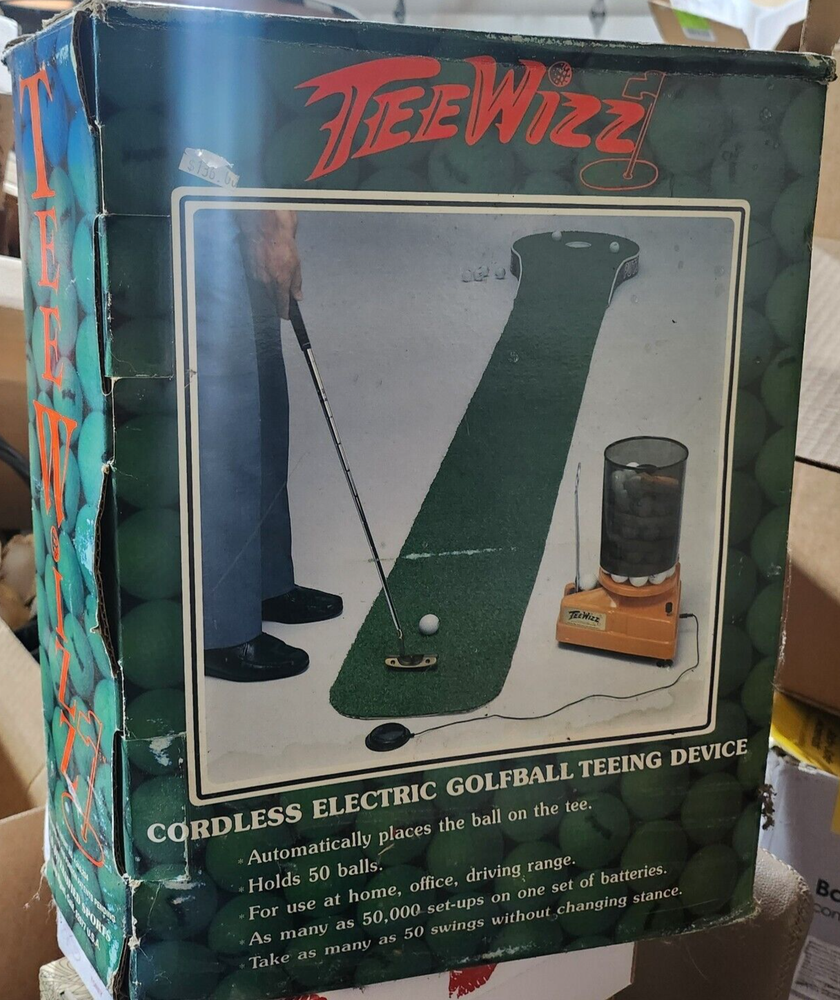 TEEWIZZ
TEEWIZZ
TEEWIZZ
CORDLESS ELECTRIC GOLFBALL TEEING DEVICE
Automatically places the ball on the tee.
Holds 50 balls.
For use at home, office, driving range.
As many as 50,000 set-ups on one set of batteries.
Take as many as 50 swings without changing stance.
SPORTS